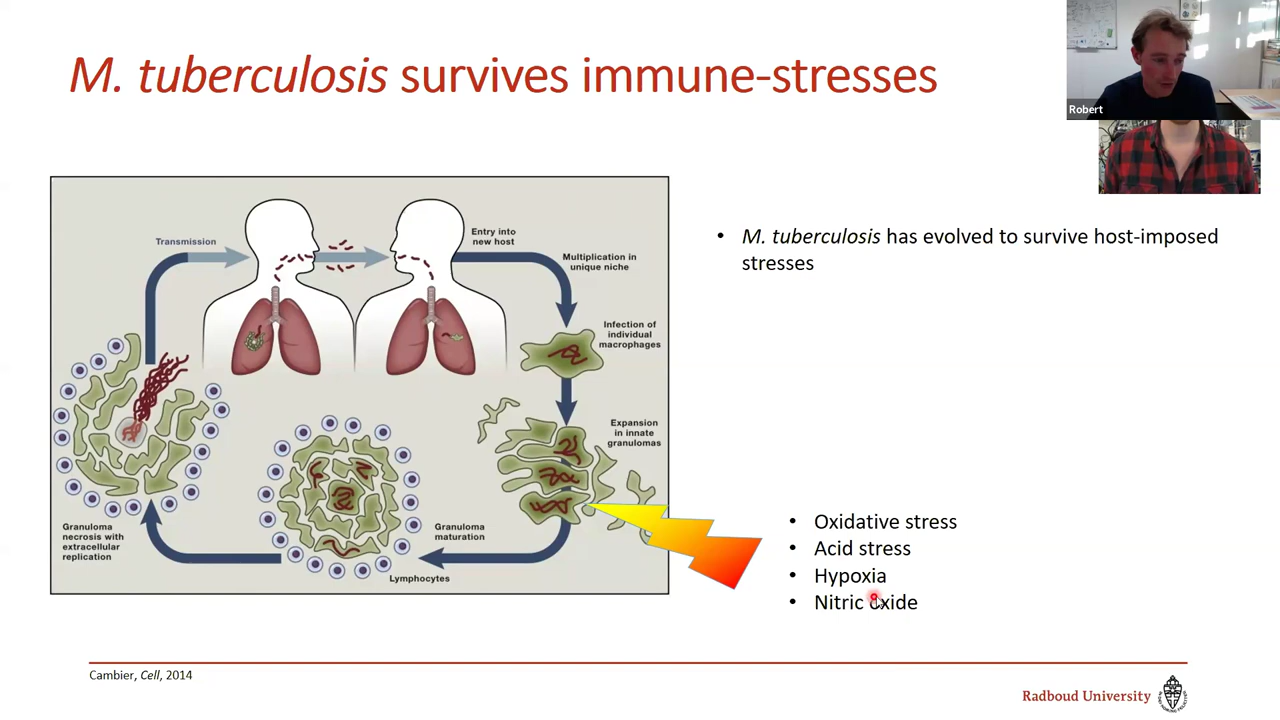 M. tuberculosis survives immune-stresses
Robert
Transmission
Entry into
new host
Multiplication in
unique niche
Infection of
individual
macrophages
Expansion
in innate
granulomas
Granuloma
maturation
Lymphocytes
Granuloma
necrosis with
extracellular
replication
• M. tuberculosis has evolved to survive host-imposed
stresses
• Oxidative stress
• Acid stress
• Hypoxia
• Nitric oxide
Cambier, Cell, 2014
Radboud University